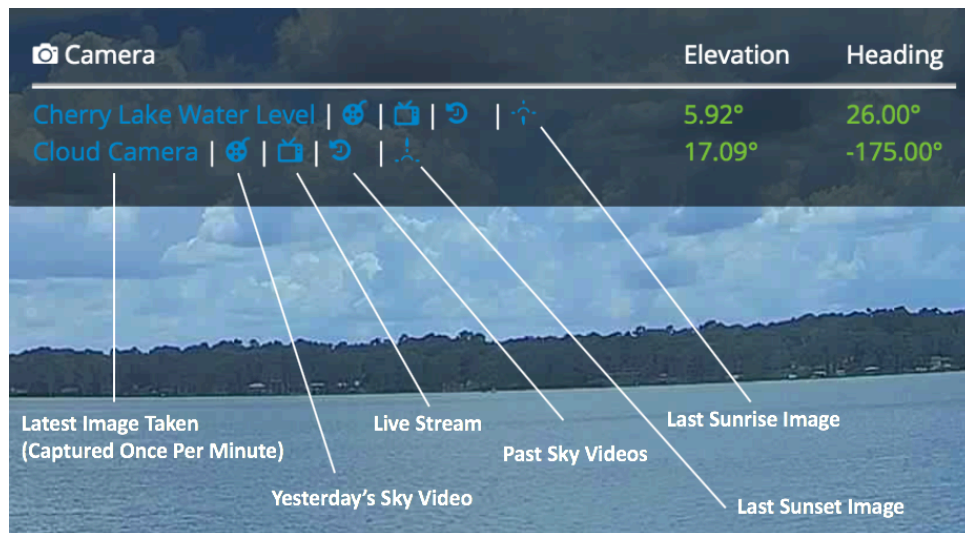 Camera Elevation Heading
Cherry Lake Water Level | | | | 5.92° 26.00°
Cloud Camera | | | | 17.09° -175.00°
Latest Image Taken
(Captured Once Per Minute)
Live Stream
Last Sunrise Image
Past Sky Videos
Yesterday's Sky Video
Last Sunset Image